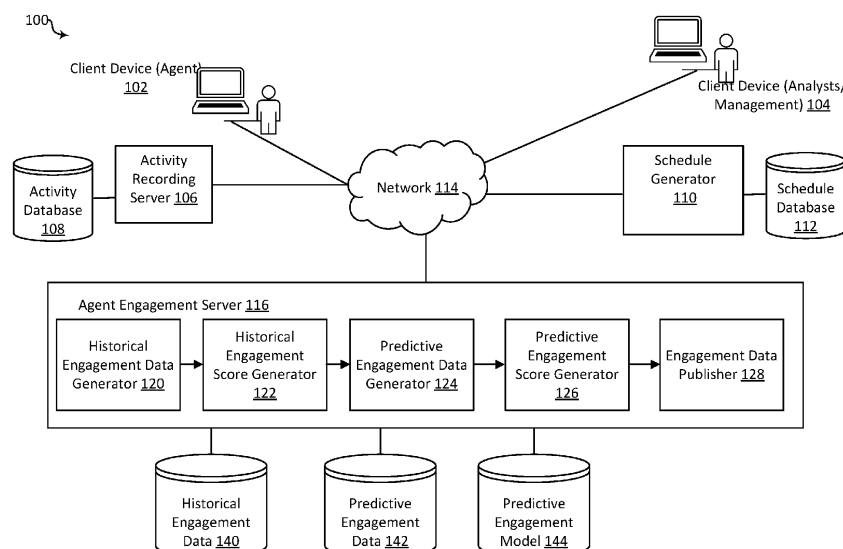 100
Client Device (Agent)
102
Client Device (Analysts/
Management) 104
Activity
Database
108
Activity
Recording
Server 106
Network 114
Schedule
Generator
110
Schedule
Database
112
Agent Engagement Server 116
Historical
Engagement Data
Generator 120
Historical
Engagement
Score Generator
122
Predictive
Engagement Data
Generator 124
Predictive
Engagement
Score Generator
126
Engagement Data
Publisher 128
Historical
Engagement
Data 140
Predictive
Engagement
Data 142
Predictive
Engagement
Model 144